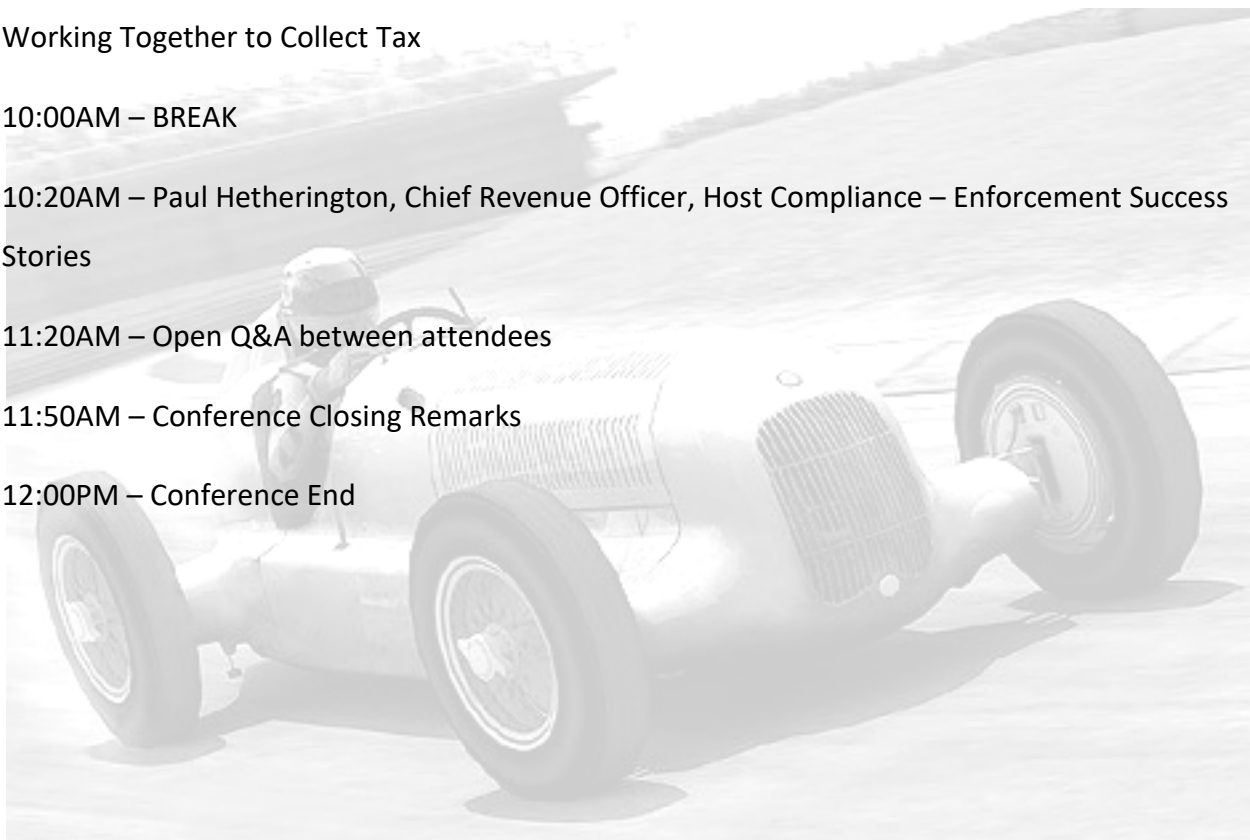 Working Together to Collect Tax
10:00AM – BREAK
10:20AM – Paul Hetherington, Chief Revenue Officer, Host Compliance – Enforcement Success
Stories
11:20AM – Open Q&A between attendees
11:50AM – Conference Closing Remarks
12:00PM – Conference End